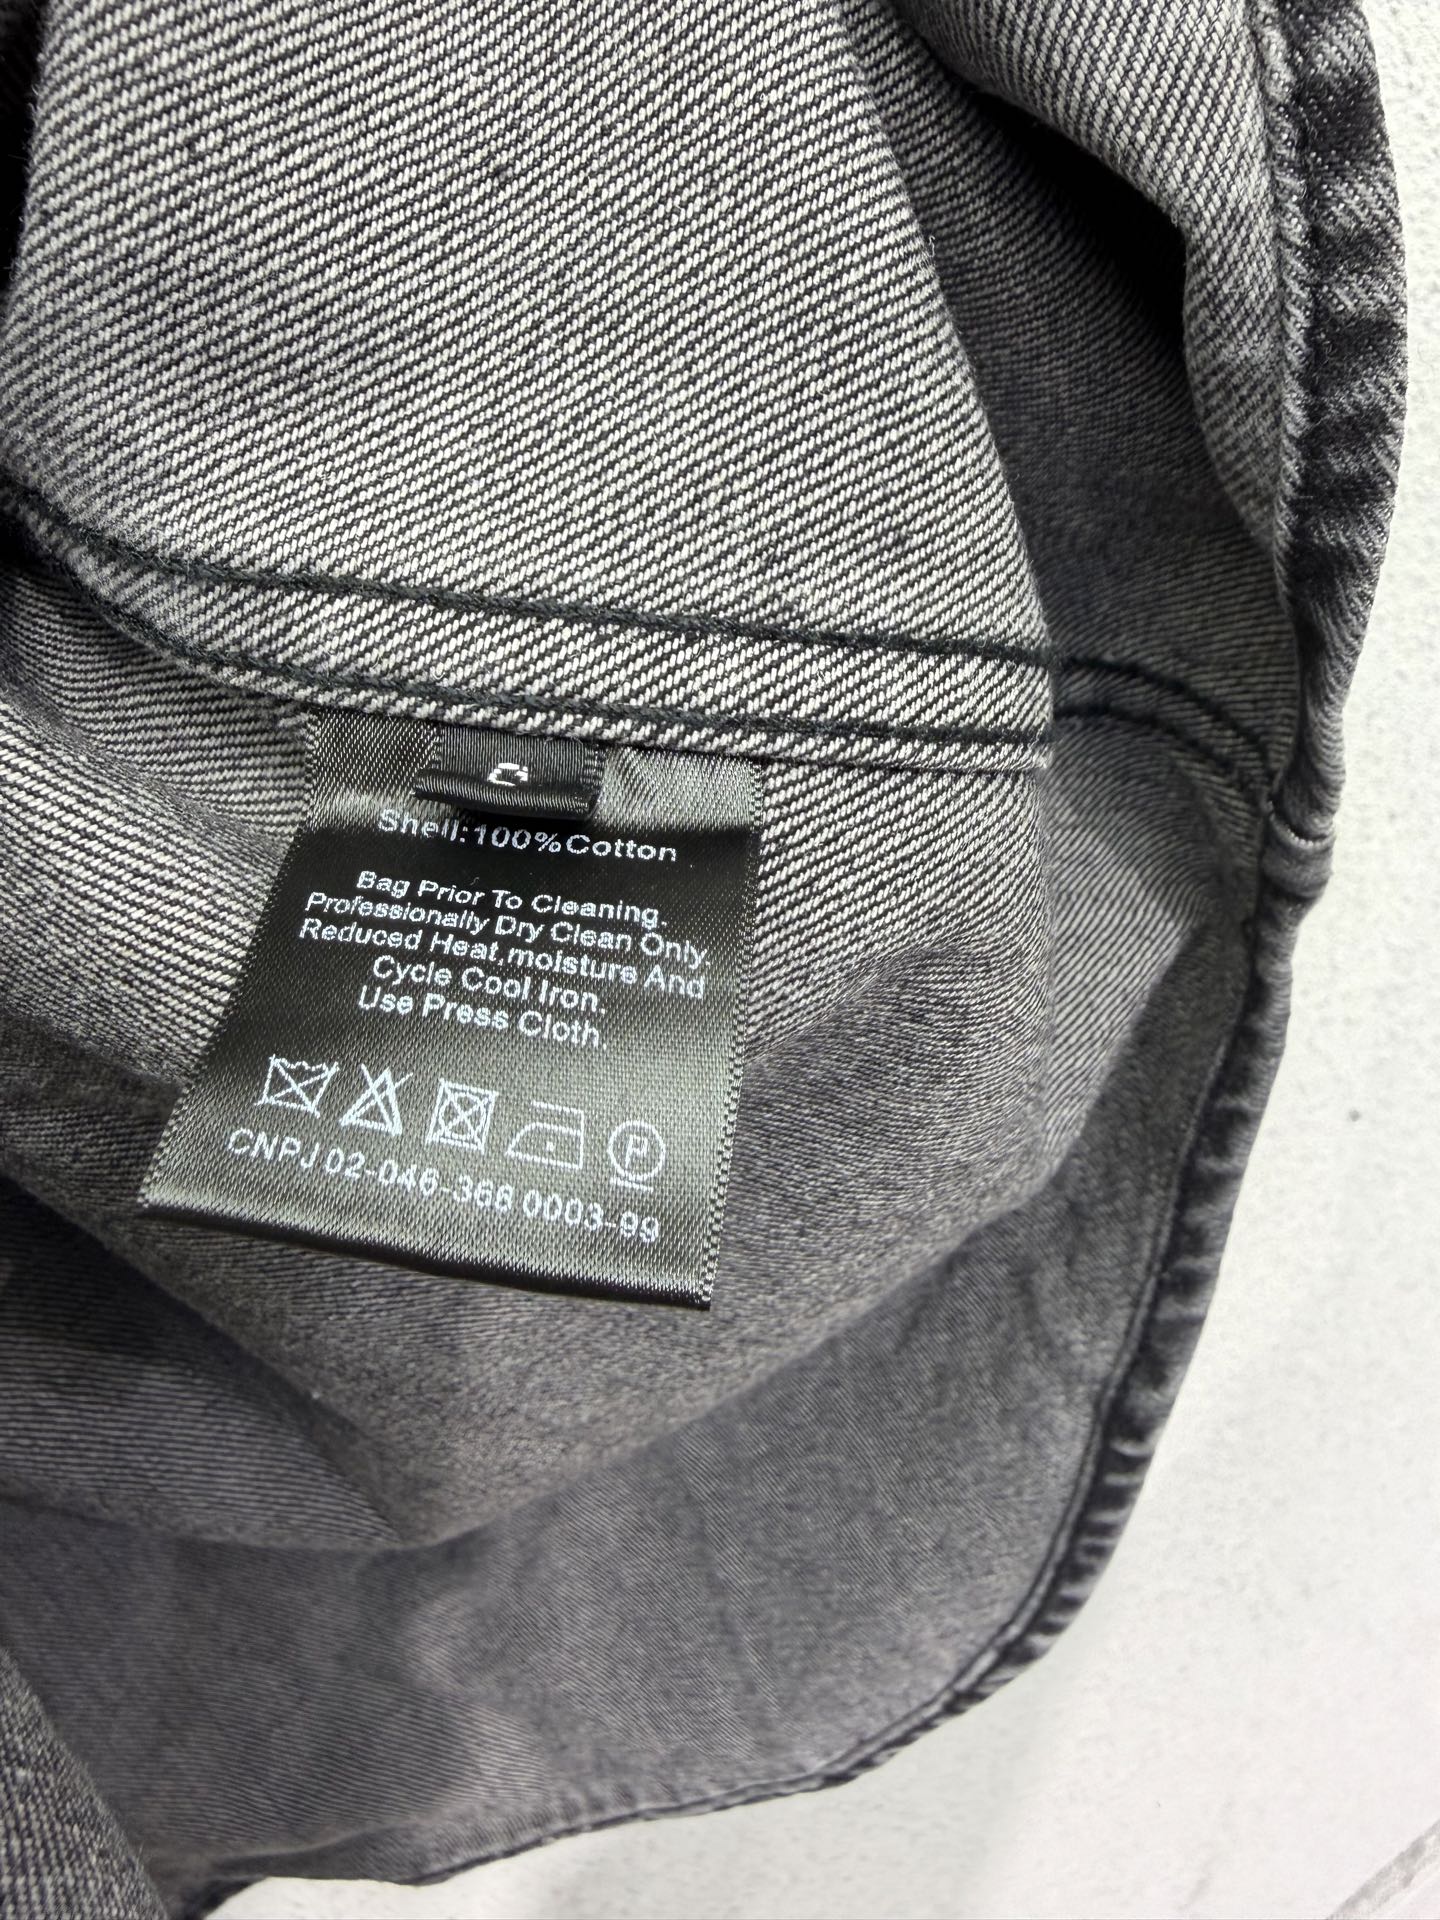 Shell:100%Cotton
Bag Prior To Cleaning.
Professionally Dry Clean Only.
Reduced Heat,moisture And
Cycle Cool Iron.
Use Press Cloth.
P
CNPJ 02-046-368 0003-99